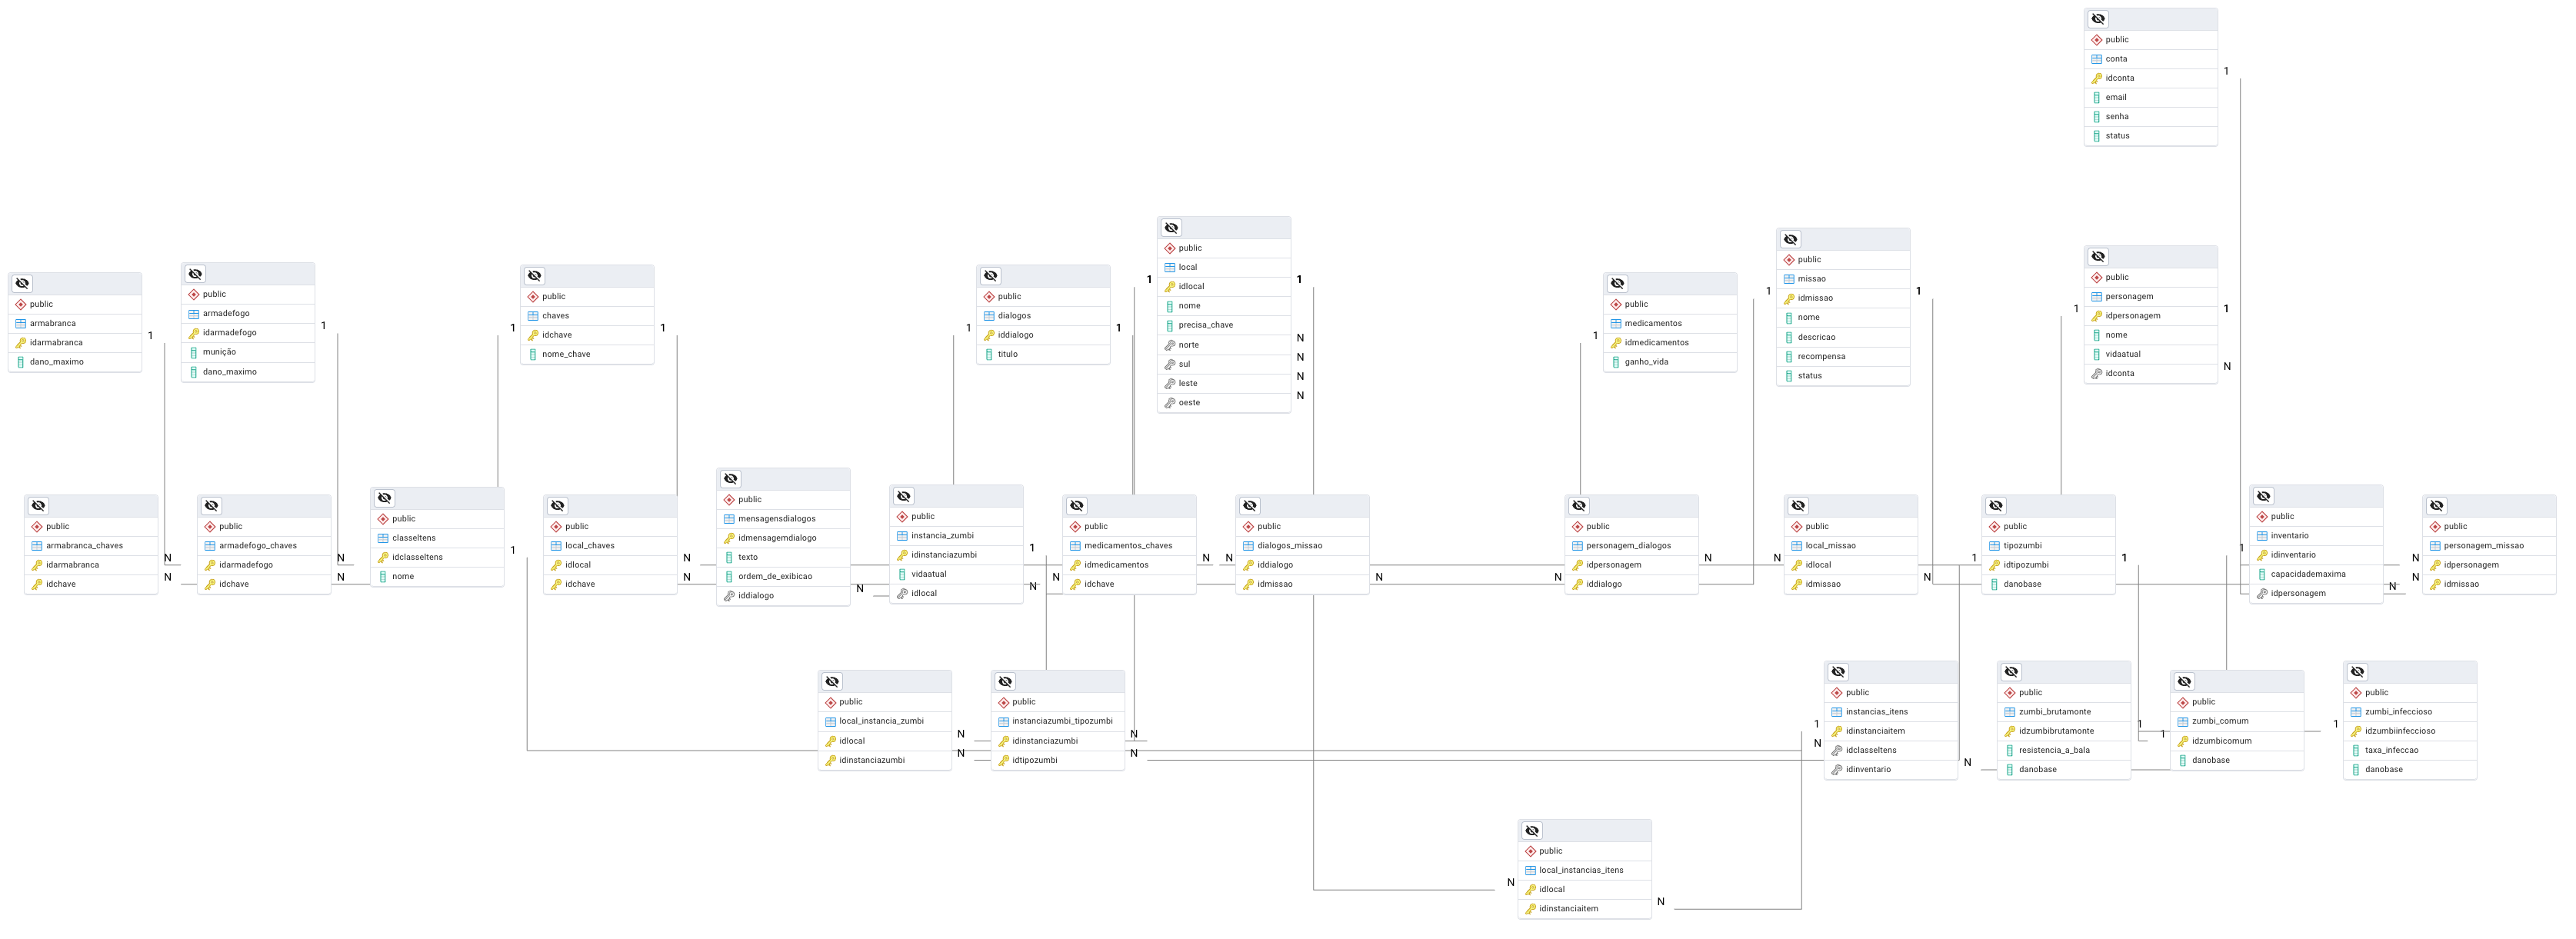 public
conta
idconta
email
senha
status
1
public
local
idlocal
nome
precisa_chave
norte
sul
leste
oeste
1
1
N
N
N
N
public
missao
idmissao
nome
descricao
recompensa
status
1
1
public
personagem
idpersonagem
nome
vidaatual
idconta
1
1
N
public
armabranca
idarmabranca
dano_maximo
1
public
armadefogo
idarmadefogo
munição
dano_maximo
1
public
chaves
idchave
nome_chave
1
1
public
dialogos
iddialogo
titulo
1
1
public
medicamentos
idmedicamentos
ganho_vida
1
public
armabranca_chaves
idarmabranca
idchave
N
N
public
armadefogo_chaves
idarmadefogo
idchave
N
N
public
classeItens
idclasseItens
nome
1
public
local_chaves
idlocal
idchave
N
N
public
mensagensdialogos
idmensagemdialogo
texto
ordem_de_exibicao
iddialogo
N
public
instancia_zumbi
idinstanciazumbi
vidaatual
idlocal
1
N
public
medicamentos_chaves
idmedicamentos
idchave
N
N
public
dialogos_missao
iddialogo
idmissao
N
N
public
personagem_dialogos
idpersonagem
iddialogo
N
N
public
local_missao
idlocal
idmissao
N
N
public
tipozumbi
idtipozumbi
danobase
1
1
public
inventario
idinventario
capacidademaxima
idpersonagem
1
N
public
personagem_missao
idpersonagem
idmissao
N
N
public
local_instancia_zumbi
idlocal
idinstanciazumbi
N
N
public
instanciazumbi_tipozumbi
idinstanciazumbi
idtipozumbi
N
N
public
instancias_itens
idinstanciaitem
idclasseItens
idinventario
1
N
N
public
zumbi_brutamonte
idzumbibrutamonte
resistencia_a_bala
danobase
1
public
zumbi_comum
idzumbicomum
danobase
1
public
zumbi_infeccioso
idzumbiinfeccioso
taxa_infeccao
danobase
1
public
local_instancias_itens
idlocal
idinstanciaitem
N
N